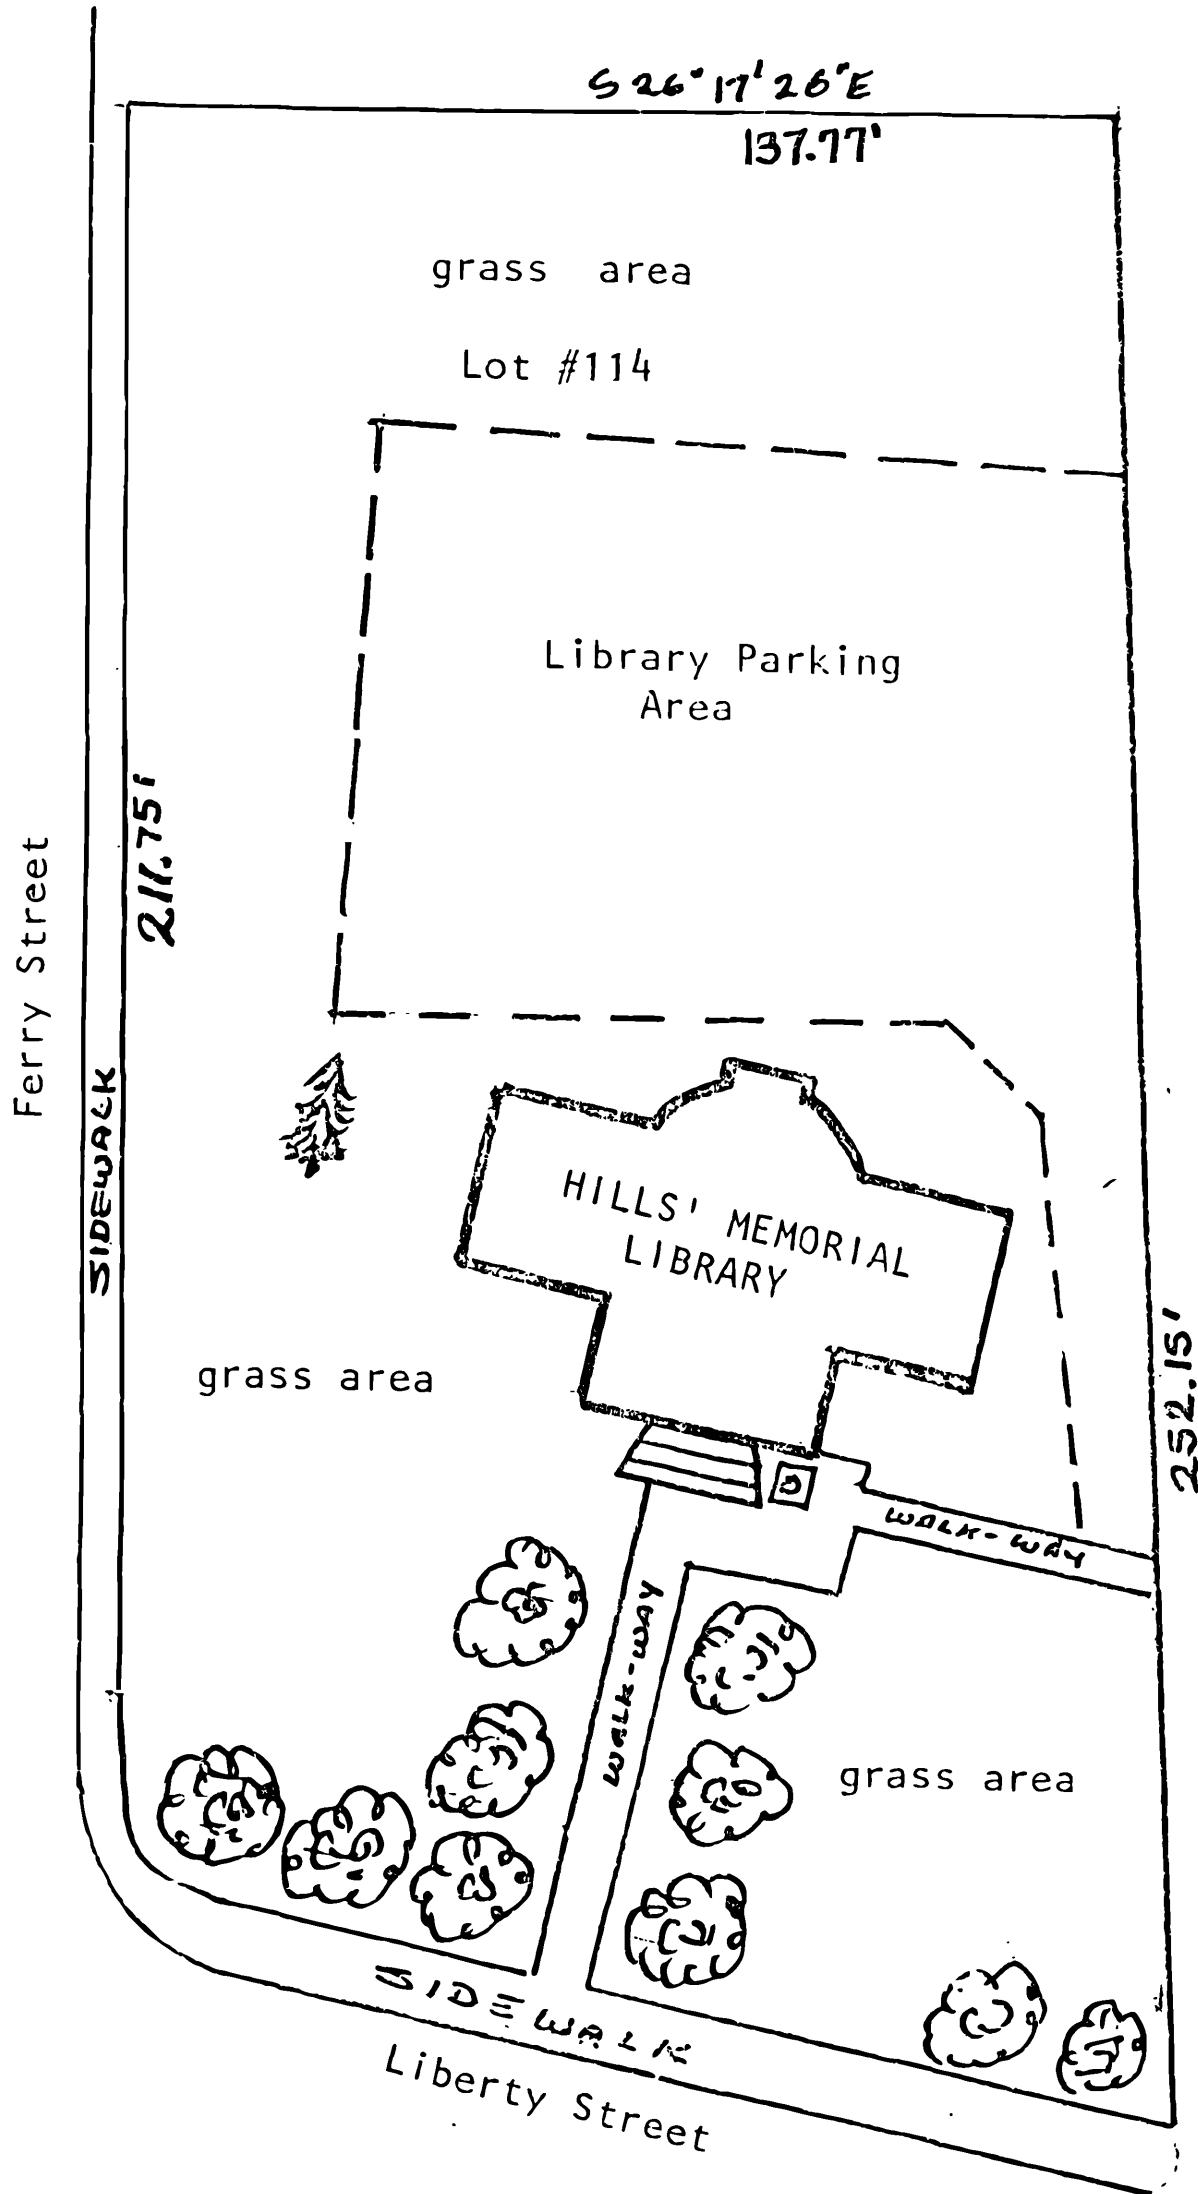 S 26° 17' 26" E
137.77'
grass area
Lot #114
Library Parking
Area
211.75'
Ferry Street
SIDEWALK
HILLS' MEMORIAL
LIBRARY
252.15'
grass area
WALK-WAY
WALK-WAY
grass area
SIDEWALK
Liberty Street